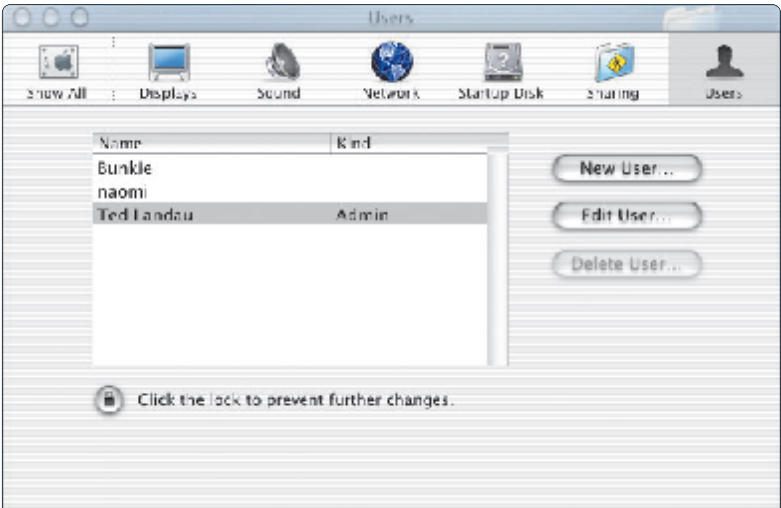 Users
Show All Displays Sound Network Startup Disk Sharing Users
Name Kind
Bunkle
naomi
Ted Landau Admin
New User...
Edit User...
Delete User...
Click the lock to prevent further changes.